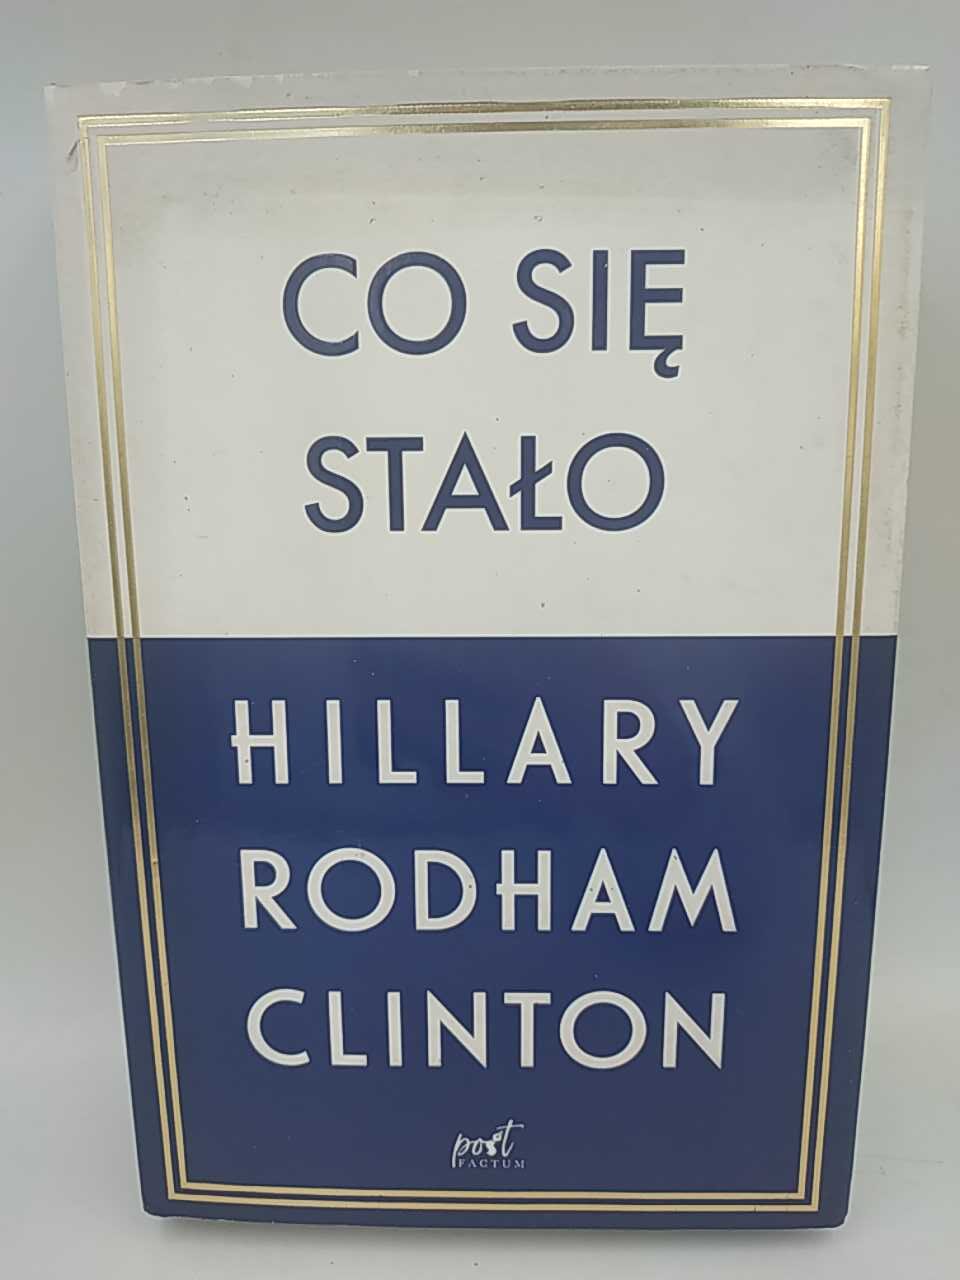 CO SIĘ
STAŁO
HILLARY
RODHAM
CLINTON
post
FACTUM